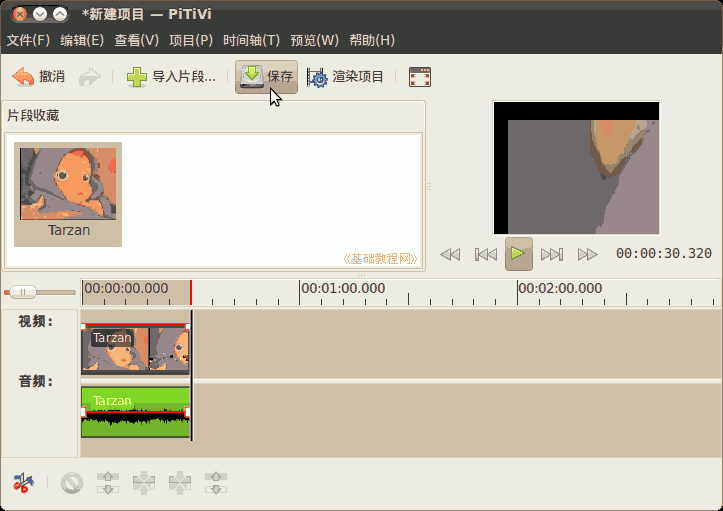 *新建项目 — PiTiVi
文件(F) 编辑(E) 查看(V) 项目(P) 时间轴(T) 预览(W) 帮助(H)
撤消 导入片段... 保存 渲染项目
片段收藏
Tarzan
《基础教程网》
00:00:30.320
00:00:00.000 00:01:00.000 00:02:00.000
视频:
Tarzan
音频:
Tarzan